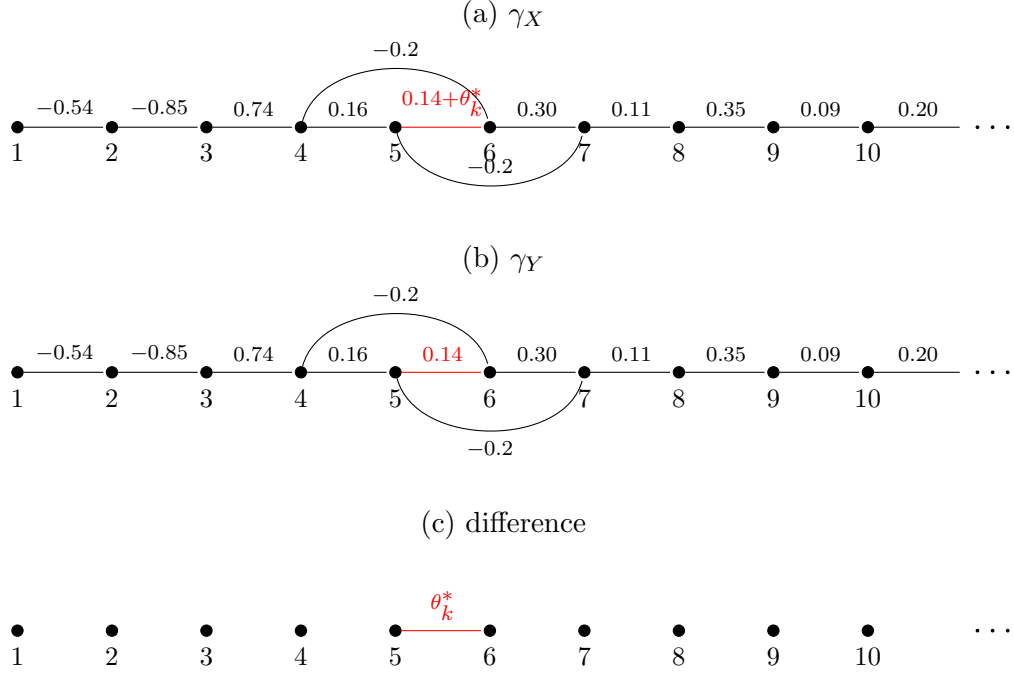 (a) γ_X
−0.2
−0.54 −0.85 0.74 0.16 0.14+θ*_k 0.30 0.11 0.35 0.09 0.20
· · ·
1 2 3 4 5 6 7 8 9 10
−0.2
(b) γ_Y
−0.2
−0.54 −0.85 0.74 0.16 0.14 0.30 0.11 0.35 0.09 0.20
· · ·
1 2 3 4 5 6 7 8 9 10
−0.2
(c) difference
θ*_k
· · ·
1 2 3 4 5 6 7 8 9 10